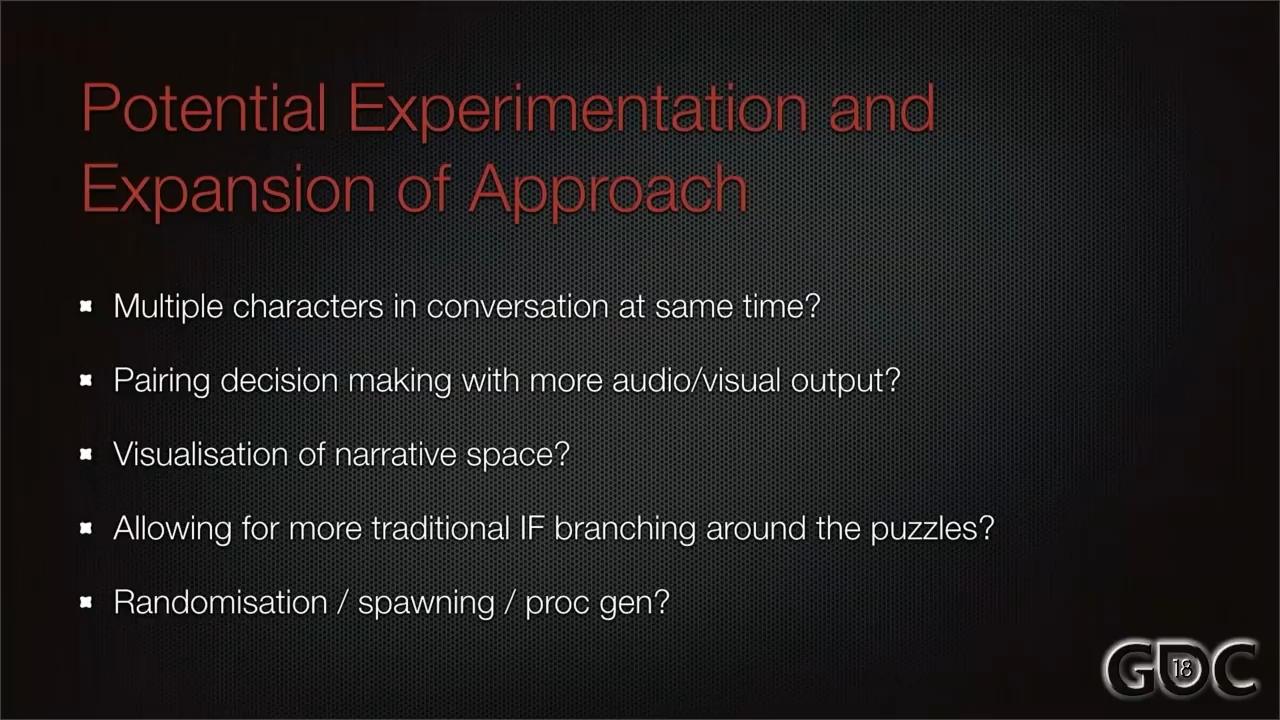 Potential Experimentation and
Expansion of Approach
Multiple characters in conversation at same time?
Pairing decision making with more audio/visual output?
Visualisation of narrative space?
Allowing for more traditional IF branching around the puzzles?
Randomisation / spawning / proc gen?
GDC
18